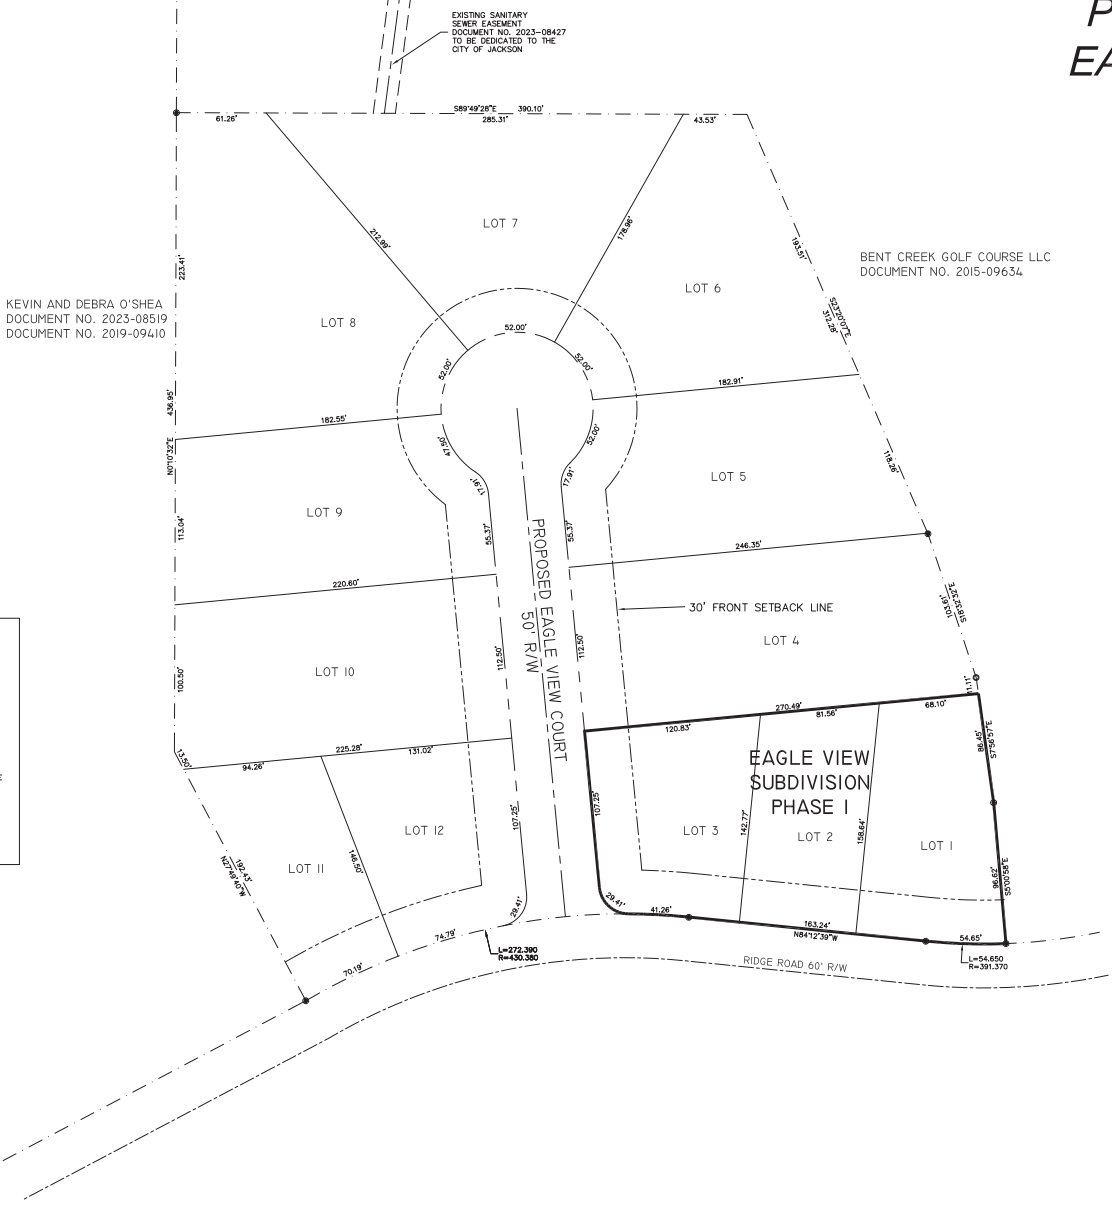 EXISTING SANITARY
SEWER EASEMENT
DOCUMENT NO. 2023-08427
TO BE DEDICATED TO THE
CITY OF JACKSON
P
EA
S89°49'28"E 390.10'
61.26'
285.31'
43.53'
LOT 7
212.99'
178.96'
193.51'
BENT CREEK GOLF COURSE LLC
DOCUMENT NO. 2015-09634
223.41'
LOT 6
S23°20'07"E
312.28'
KEVIN AND DEBRA O'SHEA
DOCUMENT NO. 2023-08519
DOCUMENT NO. 2019-09410
LOT 8
52.00'
52.00'
52.00'
182.91'
436.95'
N0°10'32"E
182.55'
47.50'
52.00'
118.26'
17.91'
17.91'
LOT 5
LOT 9
113.04'
55.37'
55.37'
246.35'
220.60'
PROPOSED EAGLE VIEW COURT
50' R/W
S18°32'32"E
103.61'
30' FRONT SETBACK LINE
LOT 4
112.50'
112.50'
LOT 10
100.50'
11.11'
270.49'
120.83'
81.56'
68.10'
13.50'
225.28'
94.26'
131.02'
S7°56'57"E
86.45'
EAGLE VIEW
SUBDIVISION
PHASE 1
107.25'
107.25'
LOT 12
LOT 3
142.77'
LOT 2
158.64'
LOT 1
146.50'
LOT 11
192.43'
N27°49'40"W
96.62'
S5°00'58"E
29.41'
29.41'
41.26'
163.24'
N84°12'39"W
54.65'
74.79'
L=272.390
R=430.380
L=54.650
R=391.370
70.19'
RIDGE ROAD 60' R/W